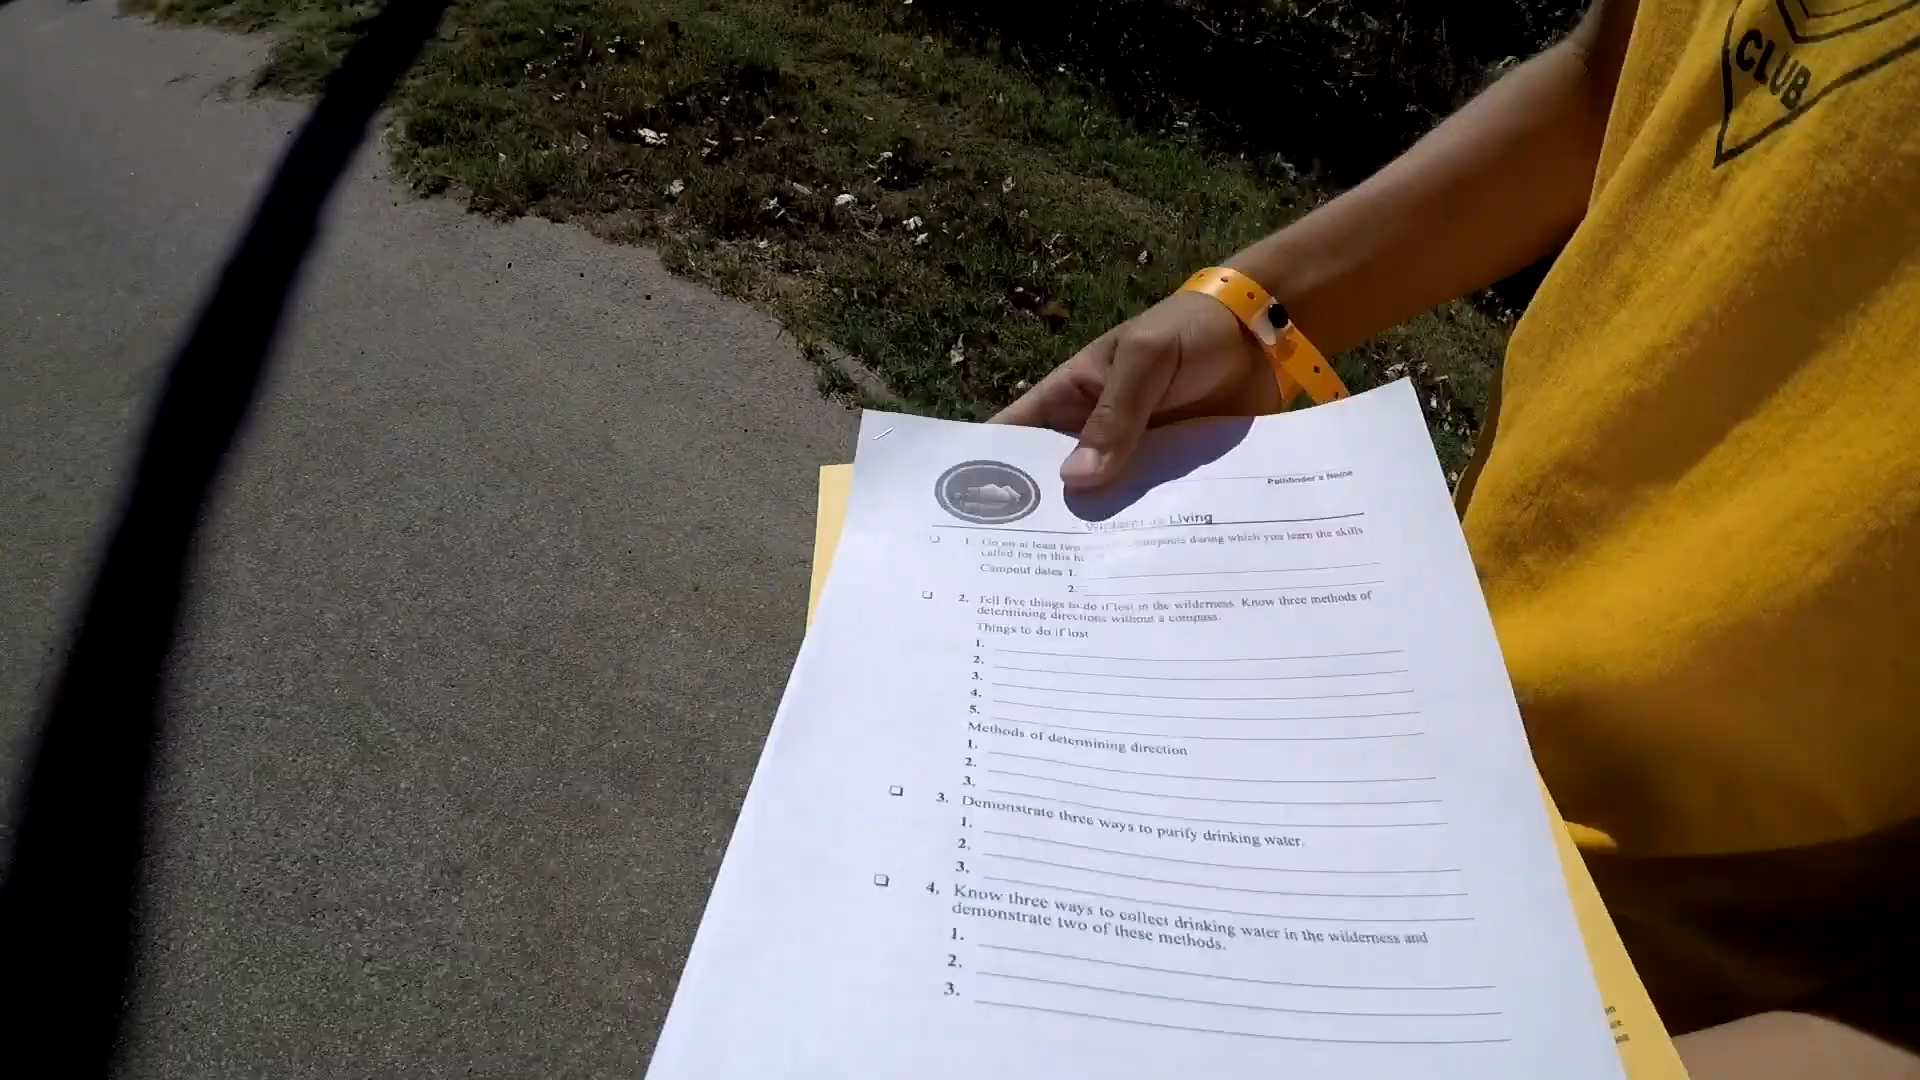 CLUB
Pathfinder's Name
Living
1. Go on at least two campouts during which you learn the skills
called for in this
Campout dates 1.
2.
2. Tell five things to do if lost in the wilderness. Know three methods of
determining directions without a compass.
Things to do if lost
1.
2.
3.
4.
5.
Methods of determining direction
1.
2.
3.
3. Demonstrate three ways to purify drinking water.
1.
2.
3.
4. Know three ways to collect drinking water in the wilderness and
demonstrate two of these methods.
1.
2.
3.